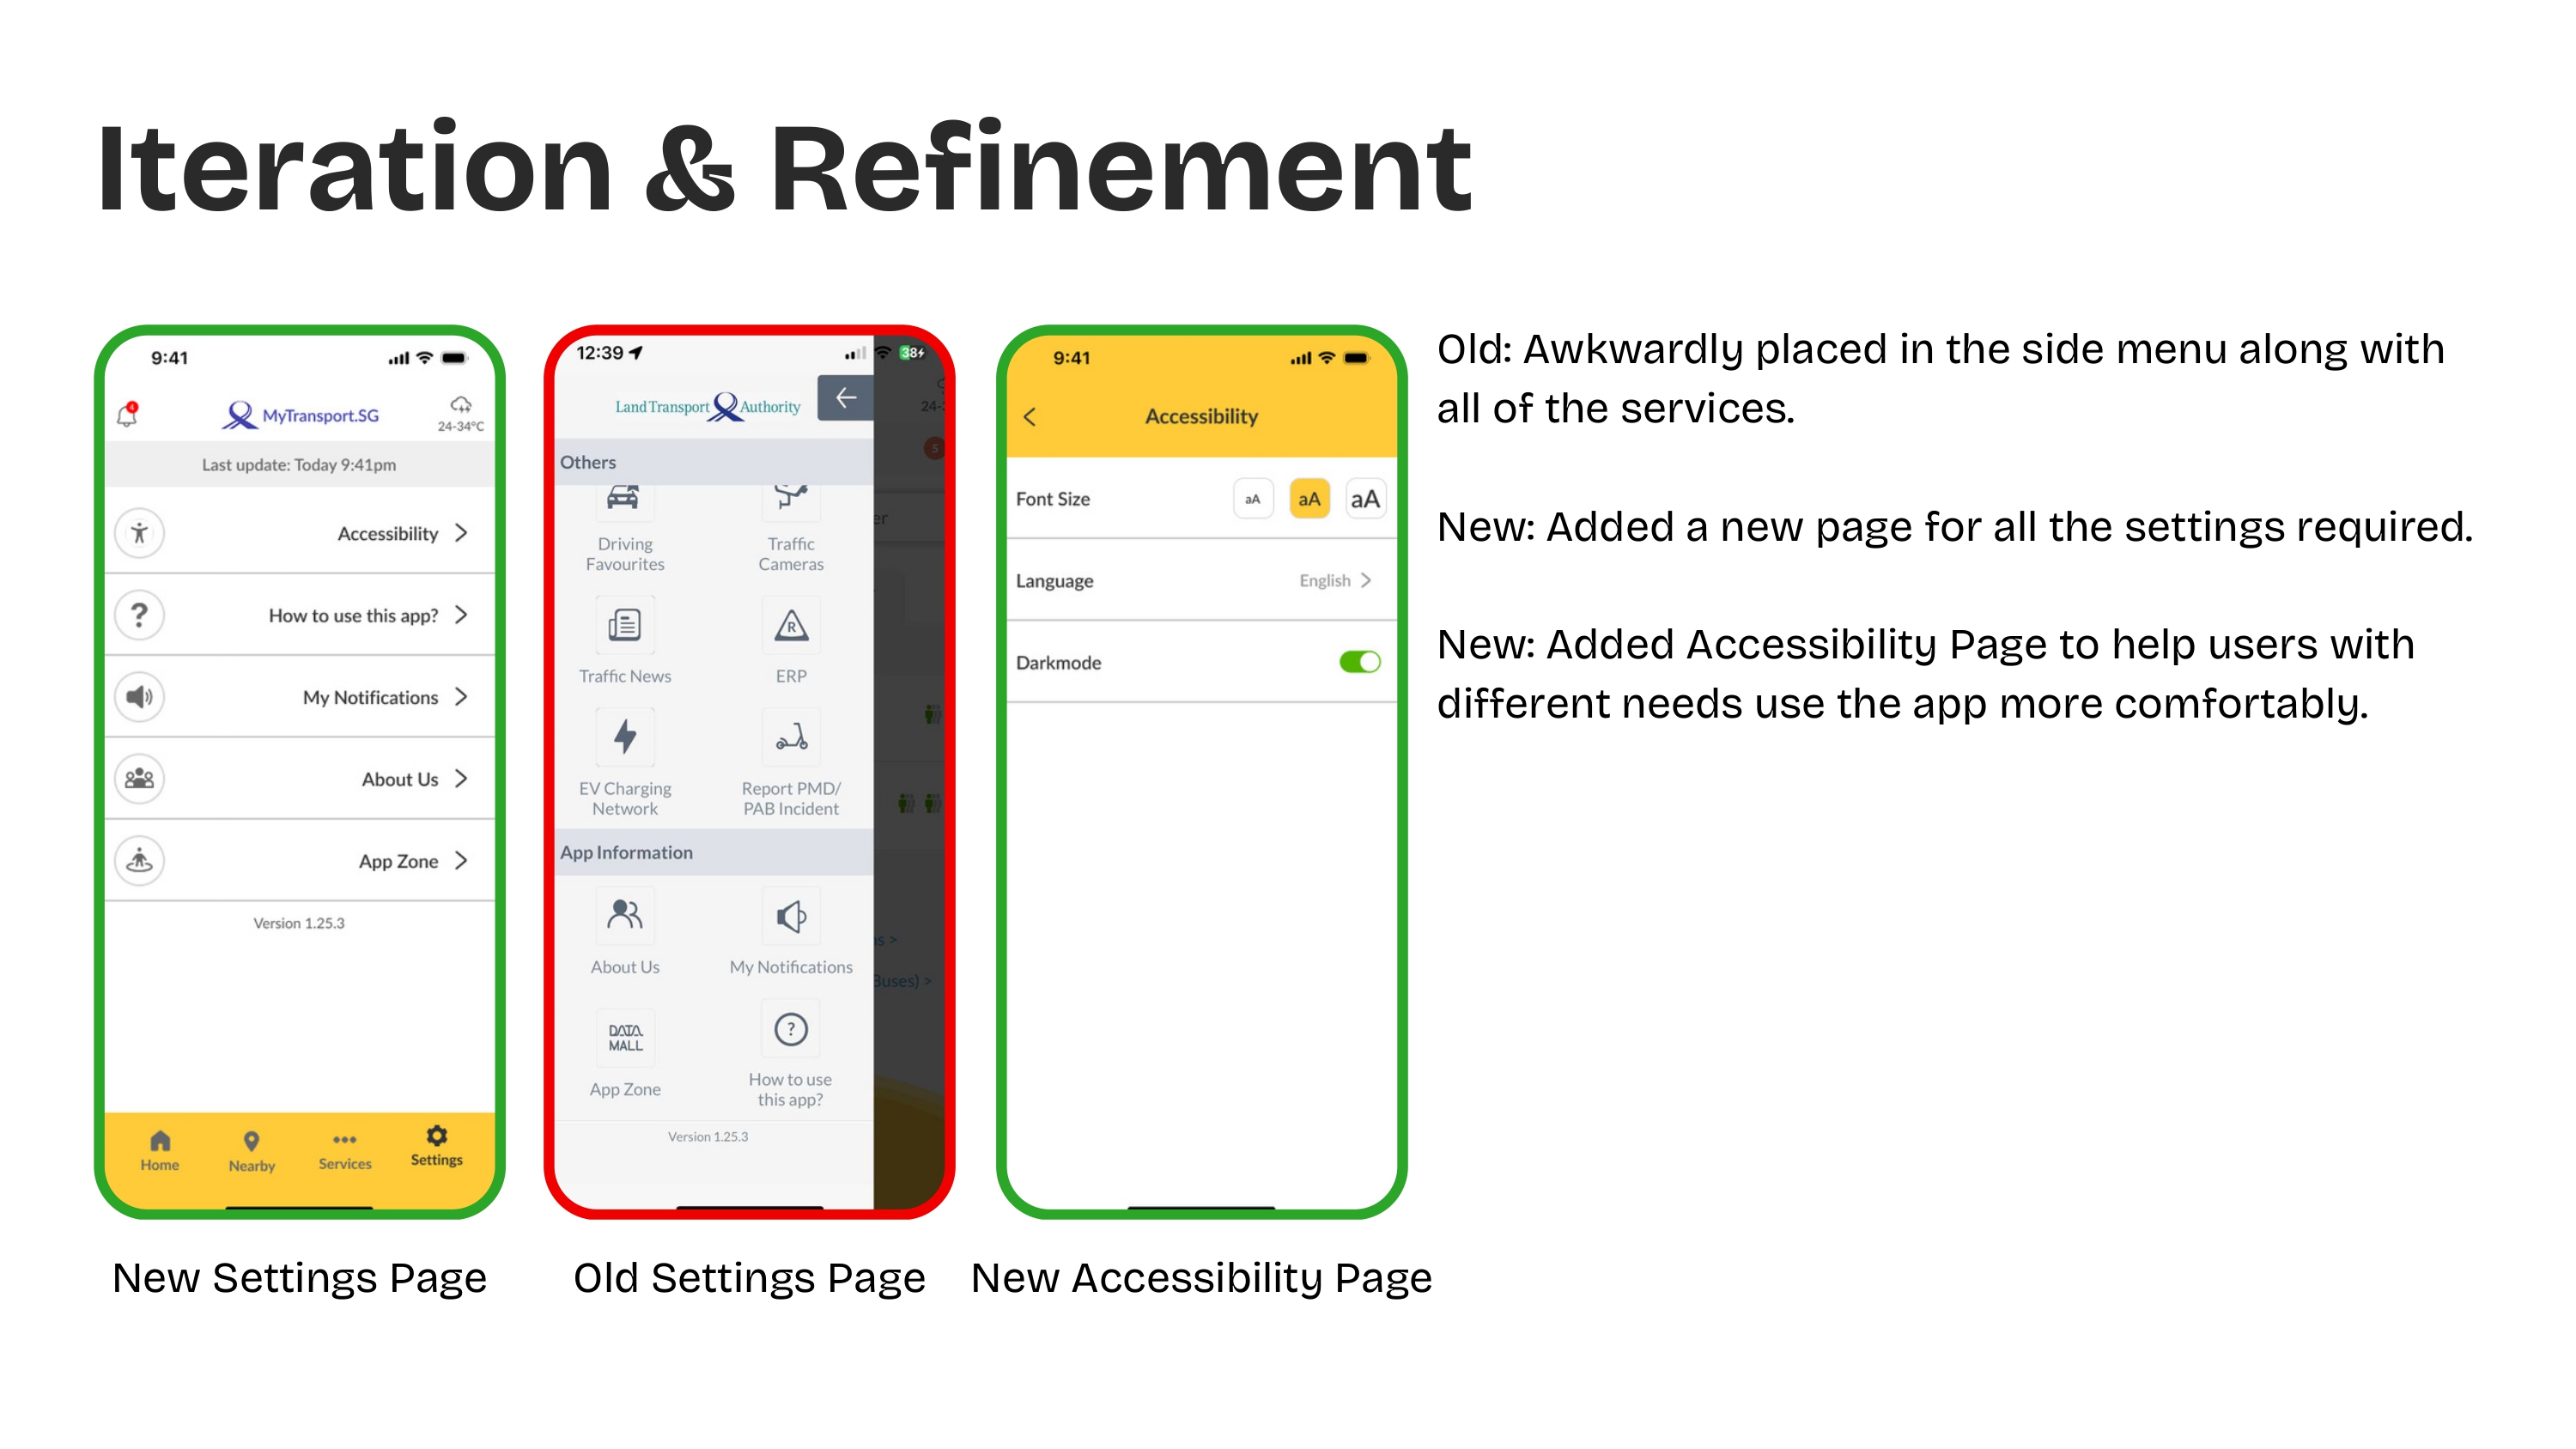 Iteration & Refinement
9:41
4
MyTransport.SG
24-34°C
Last update: Today 9:41pm
Accessibility
?
How to use this app?
My Notifications
About Us
App Zone
Version 1.25.3
Home
Nearby
Services
Settings
New Settings Page
12:39
38
Land Transport Authority
24-
5
Others
er
Driving
Favourites
Traffic
Cameras
Traffic News
R
ERP
EV Charging
Network
Report PMD/
PAB Incident
App Information
About Us
My Notifications
s >
Buses) >
DATA
MALL
App Zone
?
How to use
this app?
Version 1.25.3
Old Settings Page
9:41
<
Accessibility
Font Size
aA
aA
aA
Language
English >
Darkmode
New Accessibility Page
Old: Awkwardly placed in the side menu along with
all of the services.
New: Added a new page for all the settings required.
New: Added Accessibility Page to help users with
different needs use the app more comfortably.